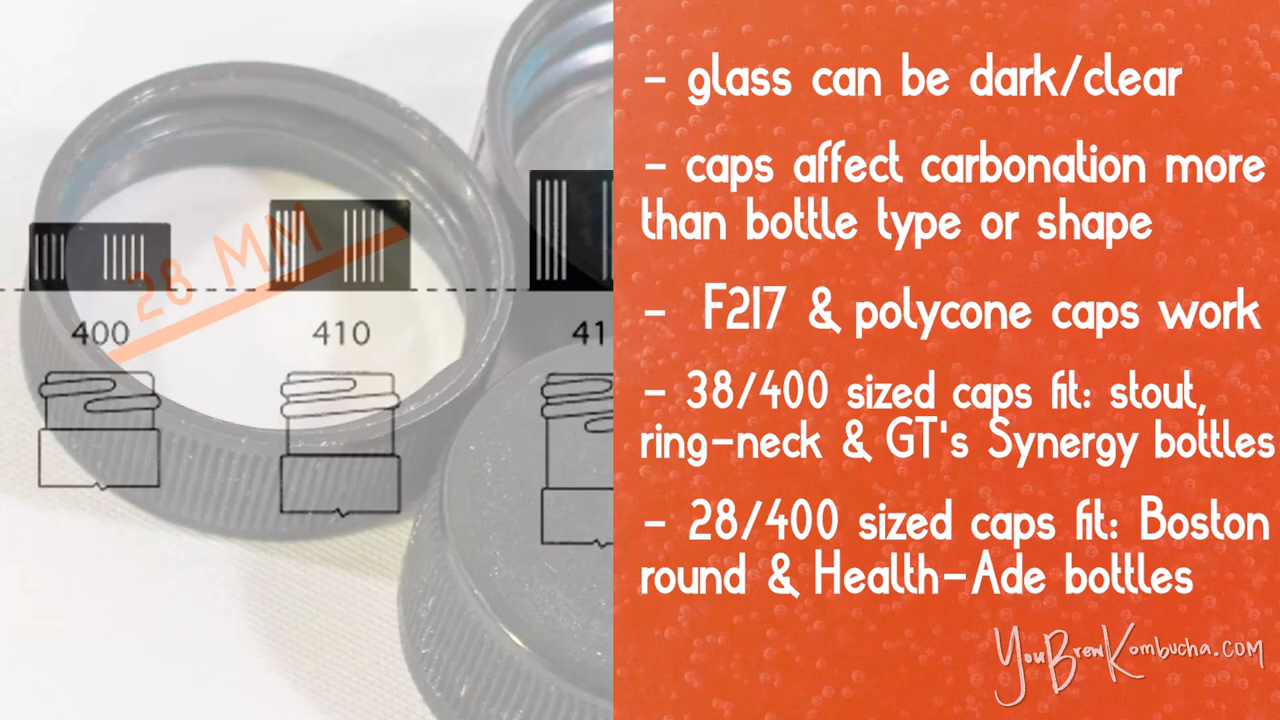 28 MM
400
410
41
- glass can be dark/clear
- caps affect carbonation more
than bottle type or shape
- F217 & polycone caps work
- 38/400 sized caps fit: stout,
ring-neck & GT's Synergy bottles
- 28/400 sized caps fit: Boston
round & Health-Ade bottles
YouBrewKombucha.com